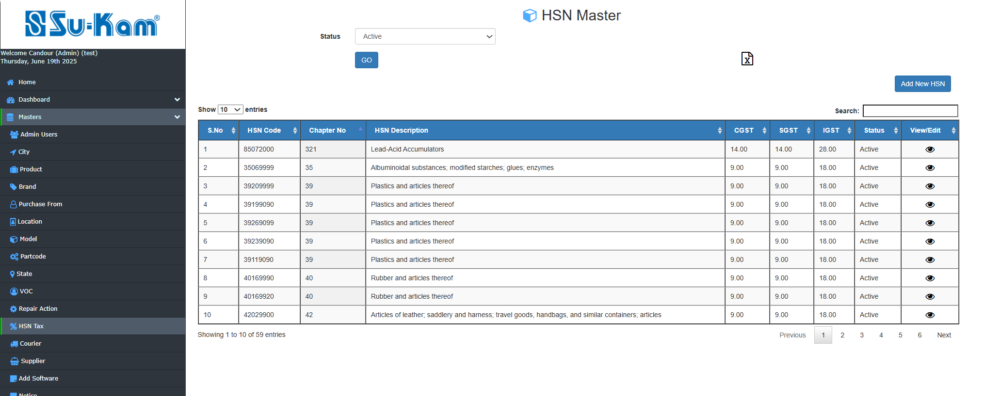 Su-Kam®
Welcome Candour (Admin) (test)
Thursday, June 19th 2025
Home
Dashboard
Masters
Admin Users
City
Product
Brand
Purchase From
Location
Model
Partcode
State
VOC
Repair Action
HSN Tax
Courier
Supplier
Add Software
Notice
HSN Master
Status Active
GO
Add New HSN
Show 10 entries
Search:
S.No HSN Code Chapter No HSN Description CGST SGST IGST Status View/Edit
1 85072000 321 Lead-Acid Accumulators 14.00 14.00 28.00 Active
2 35069999 35 Albuminoidal substances; modified starches; glues; enzymes 9.00 9.00 18.00 Active
3 39209999 39 Plastics and articles thereof 9.00 9.00 18.00 Active
4 39199090 39 Plastics and articles thereof 9.00 9.00 18.00 Active
5 39269099 39 Plastics and articles thereof 9.00 9.00 18.00 Active
6 39239090 39 Plastics and articles thereof 9.00 9.00 18.00 Active
7 39119090 39 Plastics and articles thereof 9.00 9.00 18.00 Active
8 40169990 40 Rubber and articles thereof 9.00 9.00 18.00 Active
9 40169920 40 Rubber and articles thereof 9.00 9.00 18.00 Active
10 42029900 42 Articles of leather; saddlery and harness; travel goods, handbags, and similar containers; articles 9.00 9.00 18.00 Active
Showing 1 to 10 of 59 entries
Previous 1 2 3 4 5 6 Next